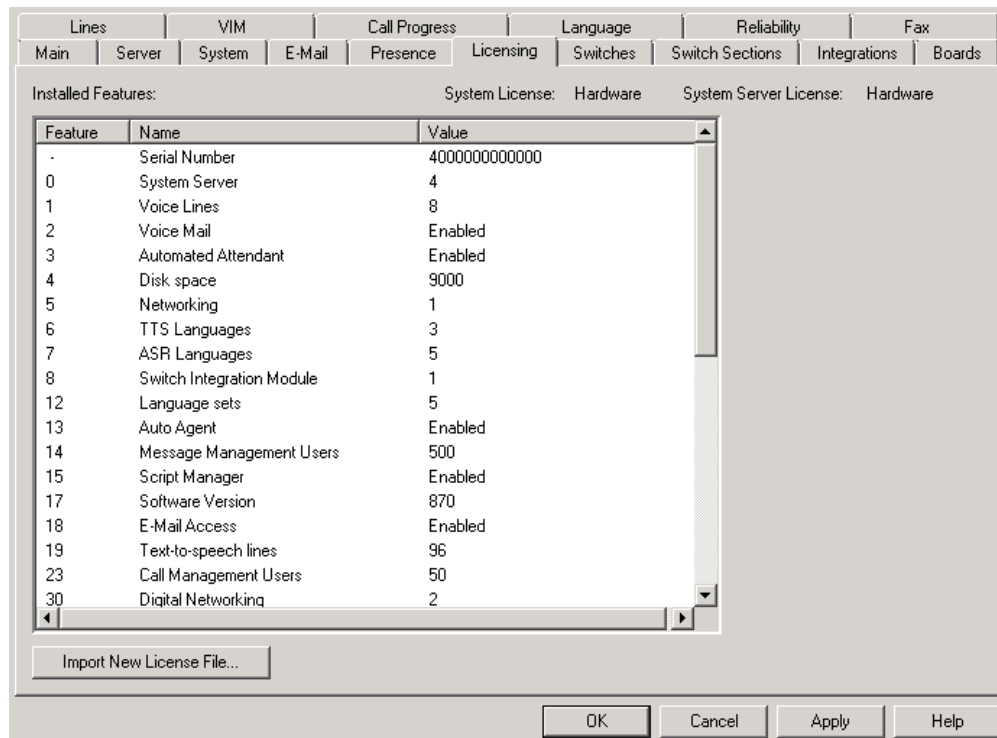 Lines VIM Call Progress Language Reliability Fax
Main Server System E-Mail Presence Licensing Switches Switch Sections Integrations Boards
Installed Features: System License: Hardware System Server License: Hardware
Feature Name Value
- Serial Number 4000000000000
0 System Server 4
1 Voice Lines 8
2 Voice Mail Enabled
3 Automated Attendant Enabled
4 Disk space 9000
5 Networking 1
6 TTS Languages 3
7 ASR Languages 5
8 Switch Integration Module 1
12 Language sets 5
13 Auto Agent Enabled
14 Message Management Users 500
15 Script Manager Enabled
17 Software Version 870
18 E-Mail Access Enabled
19 Text-to-speech lines 96
23 Call Management Users 50
30 Digital Networking 2
Import New License File...
OK Cancel Apply Help